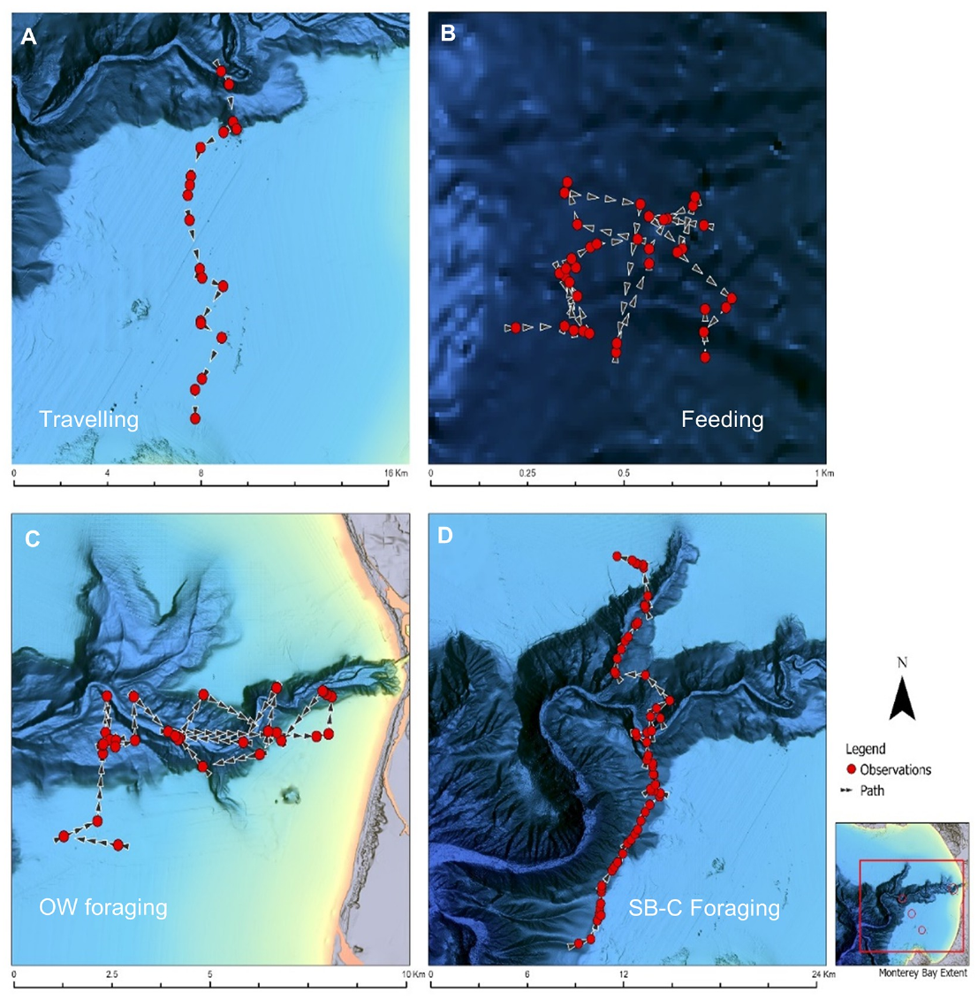 A
Travelling
0 4 8 16 Km
B
Feeding
0 0.25 0.5 1 Km
C
OW foraging
0 2.5 5 10 Km
D
SB-C Foraging
0 6 12 24 Km
N
Legend
Observations
Path
Monterey Bay Extent